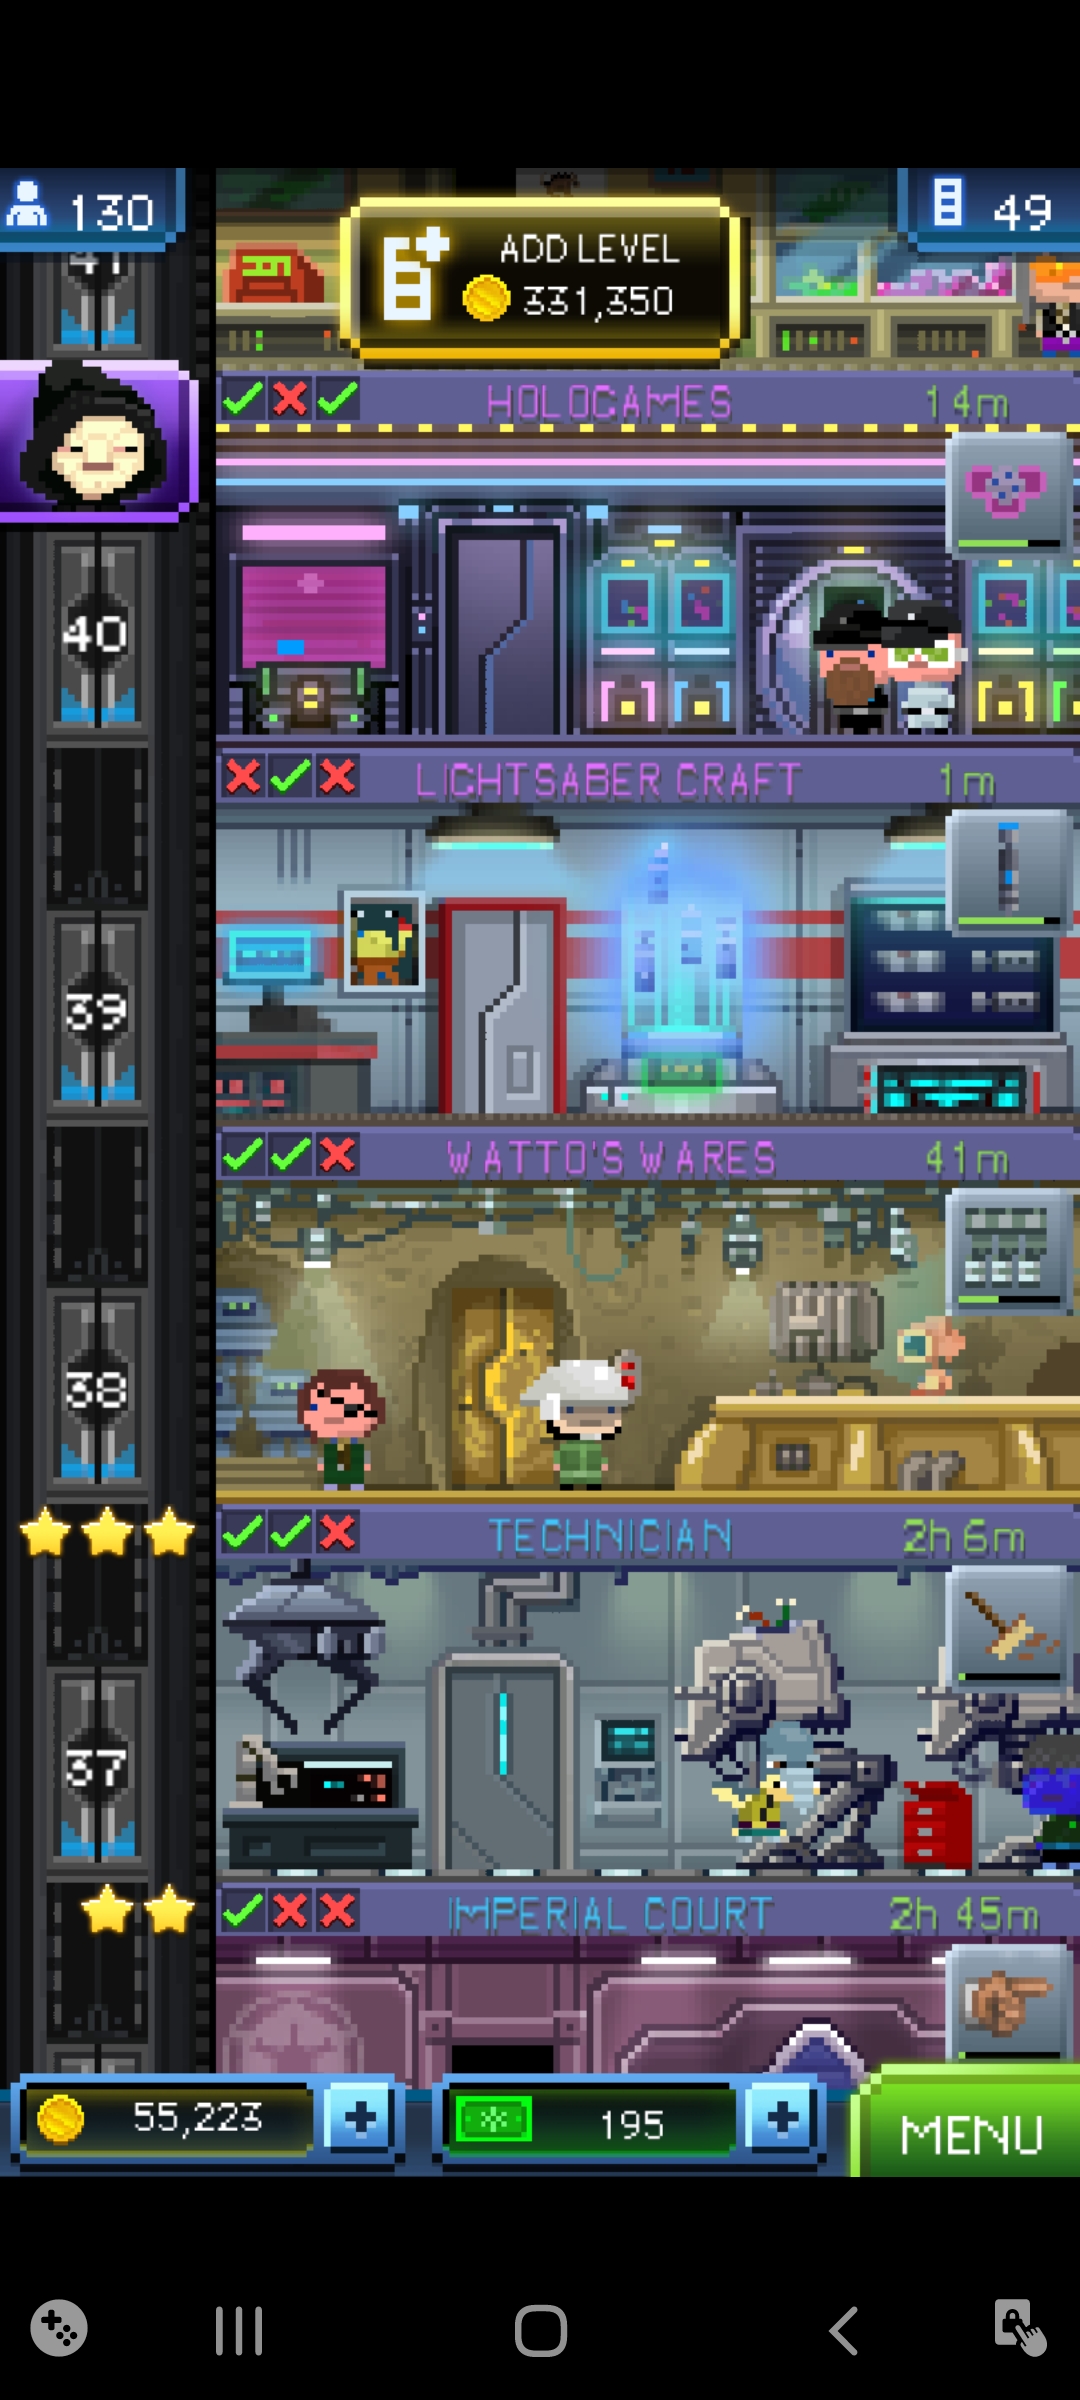 130
ADD LEVEL
331,350
49
41
HOLOGAMES 14m
40
LIGHTSABER CRAFT 1m
39
WATTO'S WARES 41m
38
TECHNICIAN 2h 6m
37
IMPERIAL COURT 2h 45m
55,223
195
MENU